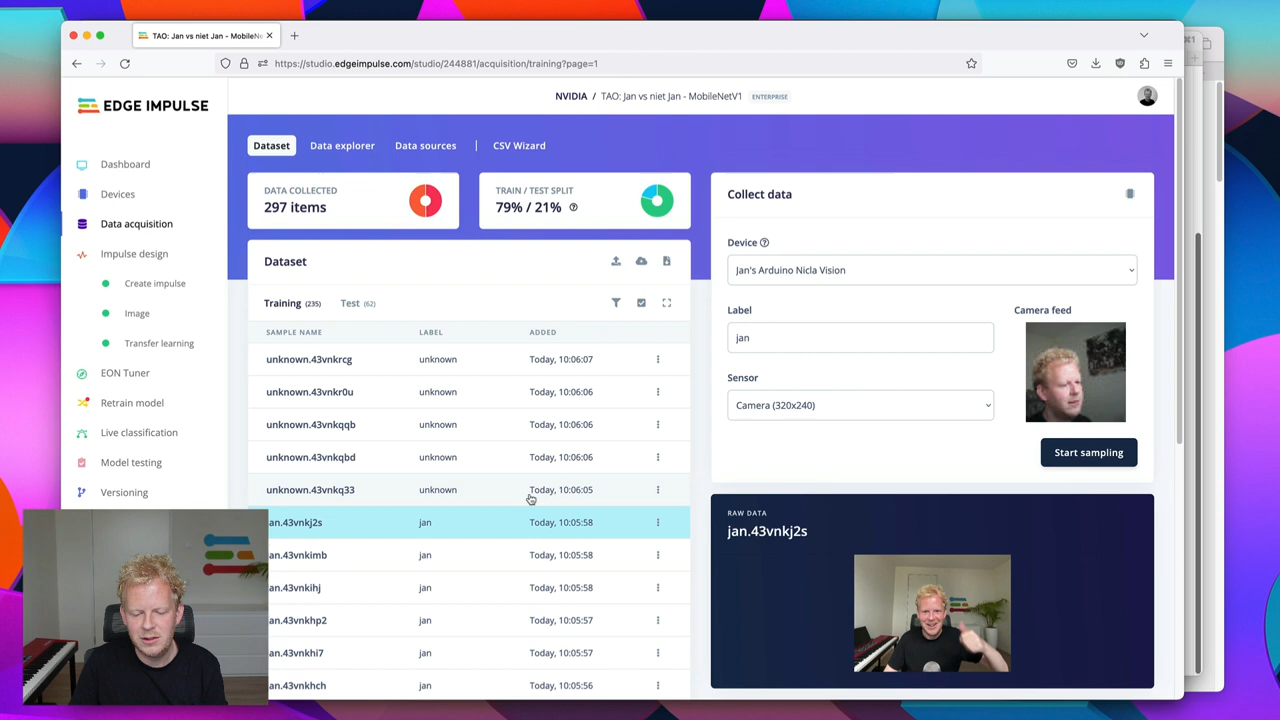 TAO: Jan vs niet Jan - MobileNe
https://studio.edgeimpulse.com/studio/244881/acquisition/training?page=1
EDGE IMPULSE
NVIDIA / TAO: Jan vs niet Jan - MobileNetV1 ENTERPRISE
Dashboard
Devices
Data acquisition
Impulse design
Create impulse
Image
Transfer learning
EON Tuner
Retrain model
Live classification
Model testing
Versioning
Dataset Data explorer Data sources | CSV Wizard
DATA COLLECTED
297 items
TRAIN / TEST SPLIT
79% / 21%
Dataset
Training (235) Test (62)
SAMPLE NAME LABEL ADDED
unknown.43vnkrcg unknown Today, 10:06:07
unknown.43vnkr0u unknown Today, 10:06:06
unknown.43vnkqqb unknown Today, 10:06:06
unknown.43vnkqbd unknown Today, 10:06:06
unknown.43vnkq33 unknown Today, 10:06:05
an.43vnkj2s jan Today, 10:05:58
an.43vnkimb jan Today, 10:05:58
an.43vnkihj jan Today, 10:05:58
an.43vnkhp2 jan Today, 10:05:57
an.43vnkhi7 jan Today, 10:05:57
an.43vnkhch jan Today, 10:05:56
Collect data
Device
Jan's Arduino Nicla Vision
Label
jan
Camera feed
Sensor
Camera (320x240)
Start sampling
RAW DATA
jan.43vnkj2s